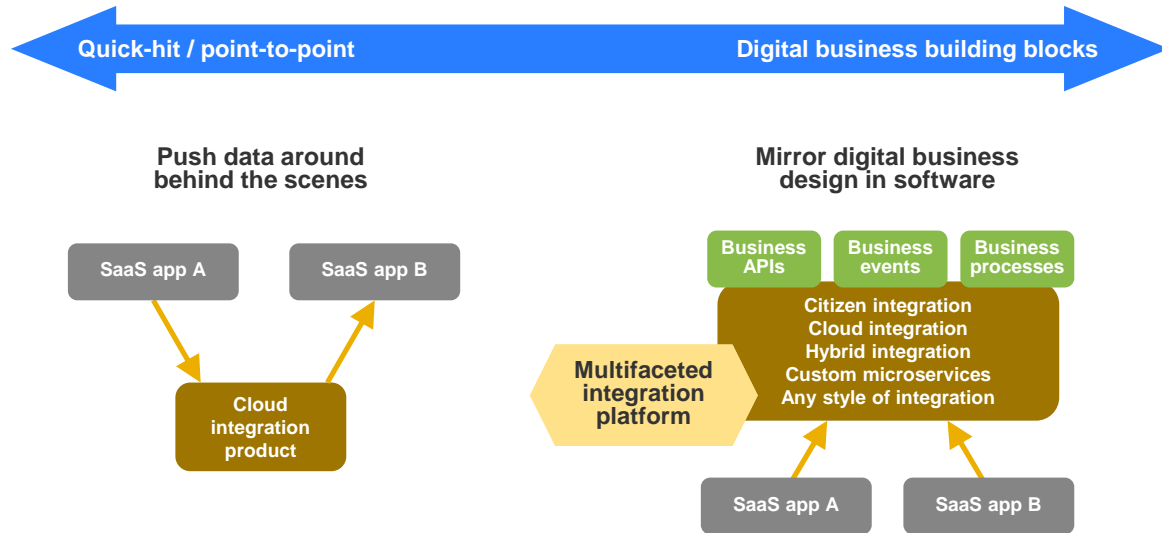 Quick-hit / point-to-point
Digital business building blocks
Push data around
behind the scenes
SaaS app A
SaaS app B
Cloud
integration
product
Mirror digital business
design in software
Business
APIs
Business
events
Business
processes
Citizen integration
Cloud integration
Hybrid integration
Custom microservices
Any style of integration
Multifaceted
integration
platform
SaaS app A
SaaS app B